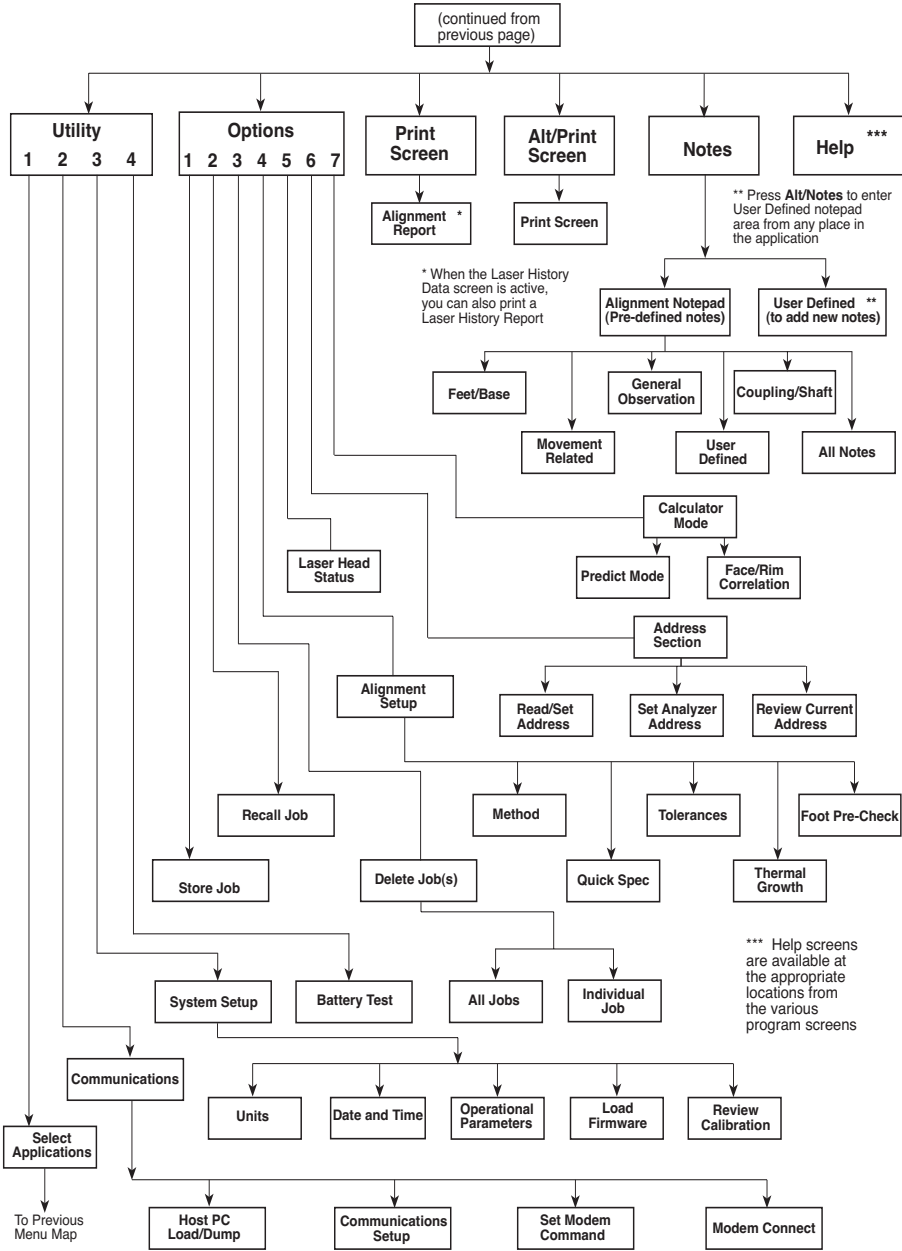 (continued from
previous page)
Utility
1 2 3 4
Options
1 2 3 4 5 6 7
Print
Screen
Alt/Print
Screen
Notes
Help ***
Alignment *
Report
Print Screen
** Press Alt/Notes to enter
User Defined notepad
area from any place in
the application
* When the Laser History
Data screen is active,
you can also print a
Laser History Report
Alignment Notepad
(Pre-defined notes)
User Defined **
(to add new notes)
Feet/Base
General
Observation
Coupling/Shaft
Movement
Related
User
Defined
All Notes
Calculator
Mode
Laser Head
Status
Predict Mode
Face/Rim
Correlation
Address
Section
Alignment
Setup
Read/Set
Address
Set Analyzer
Address
Review Current
Address
Recall Job
Method
Tolerances
Foot Pre-Check
Store Job
Delete Job(s)
Quick Spec
Thermal
Growth
*** Help screens
are available at
the appropriate
locations from
the various
program screens
System Setup
Battery Test
All Jobs
Individual
Job
Communications
Units
Date and Time
Operational
Parameters
Load
Firmware
Review
Calibration
Select
Applications
To Previous
Menu Map
Host PC
Load/Dump
Communications
Setup
Set Modem
Command
Modem Connect